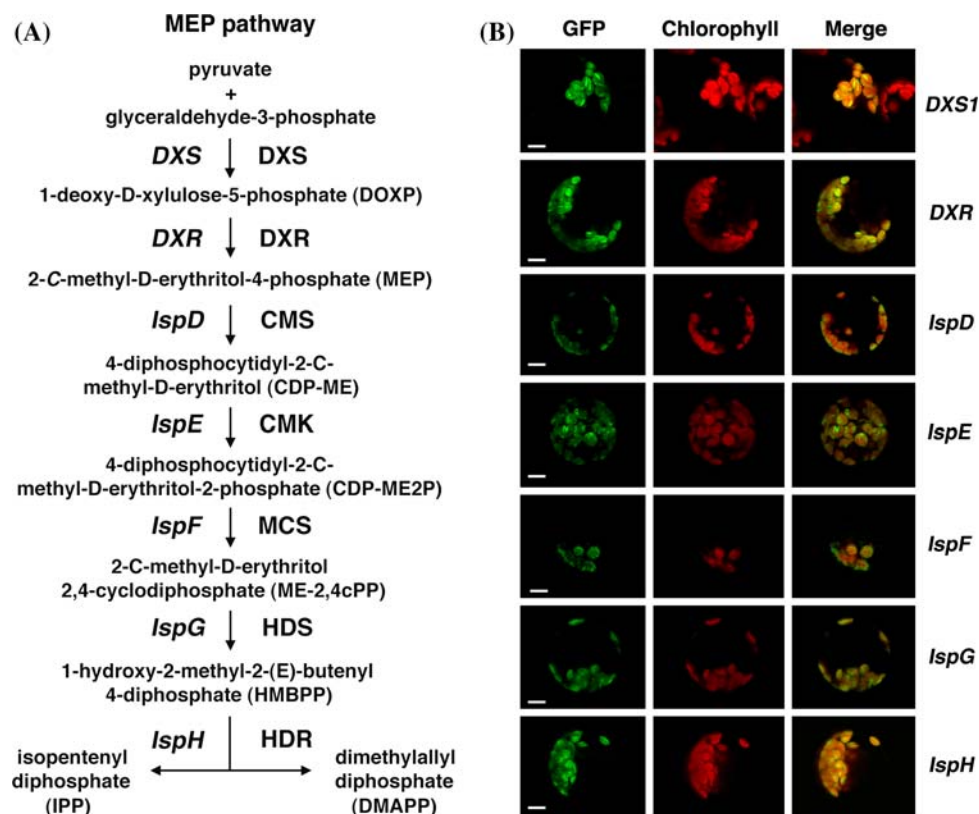 (A)
MEP pathway
pyruvate
+
glyceraldehyde-3-phosphate
DXS DXS
1-deoxy-D-xylulose-5-phosphate (DOXP)
DXR DXR
2-C-methyl-D-erythritol-4-phosphate (MEP)
IspD CMS
4-diphosphocytidyl-2-C-
methyl-D-erythritol (CDP-ME)
IspE CMK
4-diphosphocytidyl-2-C-
methyl-D-erythritol-2-phosphate (CDP-ME2P)
IspF MCS
2-C-methyl-D-erythritol
2,4-cyclodiphosphate (ME-2,4cPP)
IspG HDS
1-hydroxy-2-methyl-2-(E)-butenyl
4-diphosphate (HMBPP)
IspH HDR
isopentenyl
diphosphate
(IPP)
dimethylallyl
diphosphate
(DMAPP)
(B)
GFP Chlorophyll Merge
DXS1
DXR
IspD
IspE
IspF
IspG
IspH